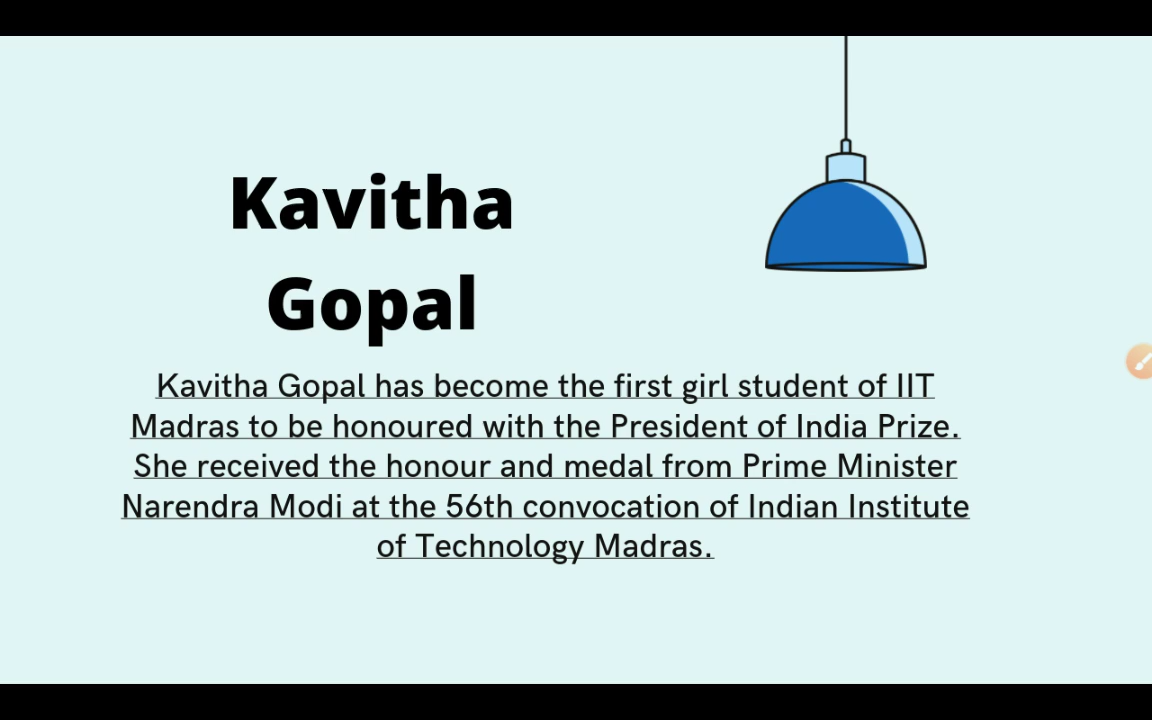 Kavitha
Gopal
Kavitha Gopal has become the first girl student of IIT
Madras to be honoured with the President of India Prize.
She received the honour and medal from Prime Minister
Narendra Modi at the 56th convocation of Indian Institute
of Technology Madras.